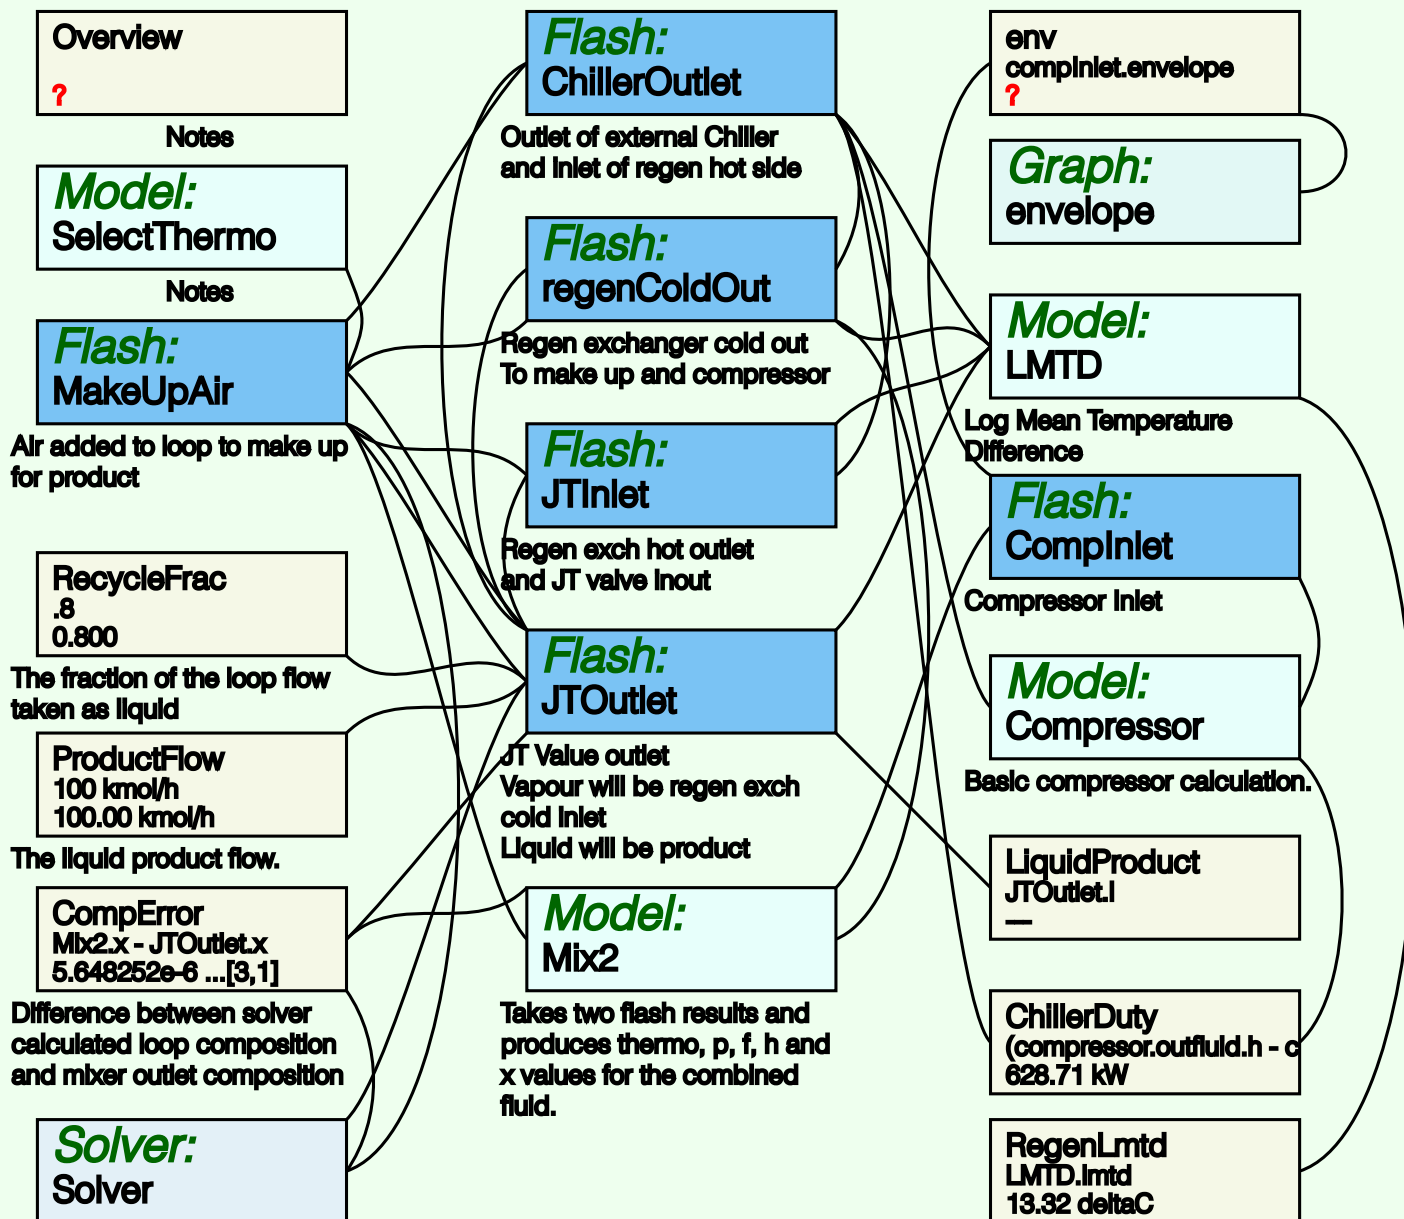 Overview
?
Notes
Model:
SelectThermo
Notes
Flash:
MakeUpAir
Air added to loop to make up
for product
RecycleFrac
.8
0.800
The fraction of the loop flow
taken as liquid
ProductFlow
100 kmol/h
100.00 kmol/h
The liquid product flow.
CompError
Mix2.x - JTOutlet.x
5.648252e-6 ...[3,1]
Difference between solver
calculated loop composition
and mixer outlet composition
Solver:
Solver
Flash:
ChillerOutlet
Outlet of external Chiller
and inlet of regen hot side
Flash:
regenColdOut
Regen exchanger cold out
To make up and compressor
Flash:
JTInlet
Regen exch hot outlet
and JT valve inout
Flash:
JTOutlet
JT Value outlet
Vapour will be regen exch
cold inlet
Liquid will be product
Model:
Mix2
Takes two flash results and
produces thermo, p, f, h and
x values for the combined
fluid.
env
compInlet.envelope
?
Graph:
envelope
Model:
LMTD
Log Mean Temperature
Difference
Flash:
CompInlet
Compressor Inlet
Model:
Compressor
Basic compressor calculation.
LiquidProduct
JTOutlet.l
—
ChillerDuty
(compressor.outfluid.h - c
628.71 kW
RegenLmtd
LMTD.lmtd
13.32 deltaC